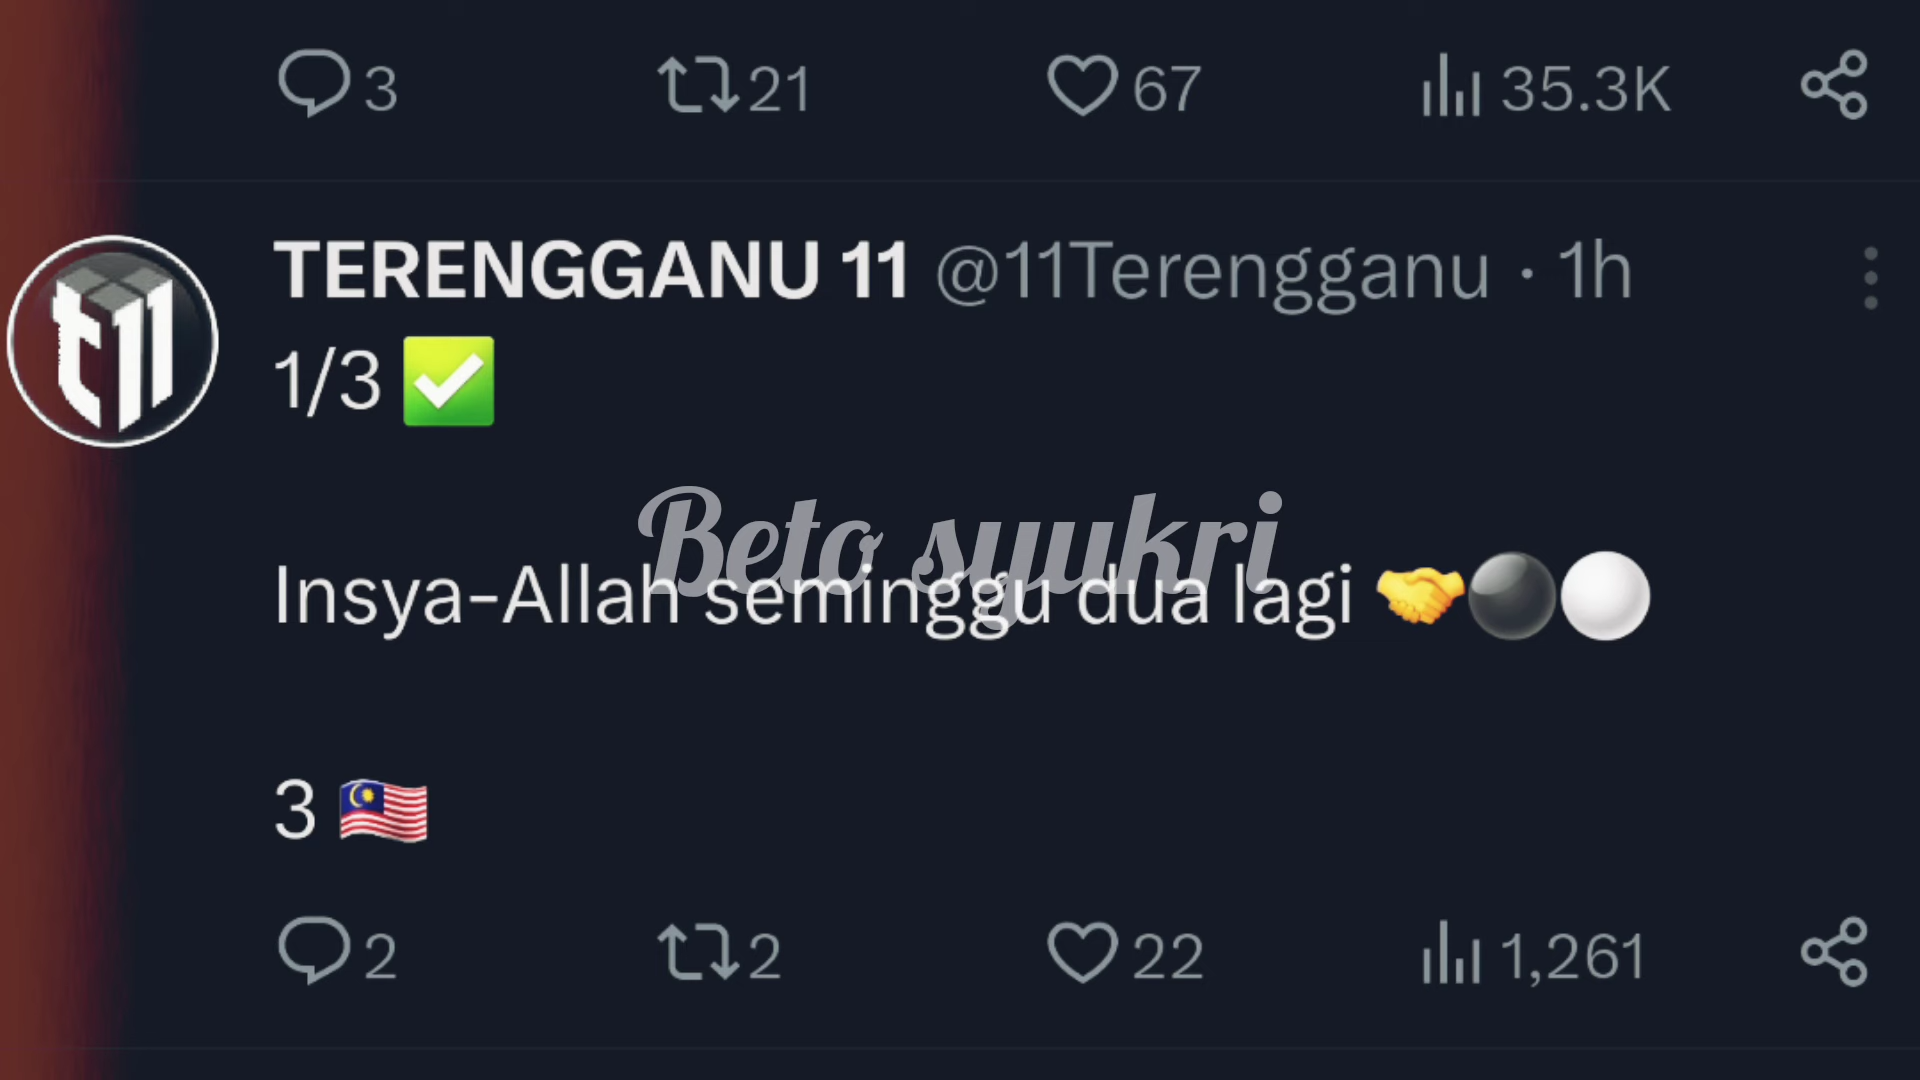 3 21 67 35.3K
t11
TERENGGANU 11 @11Terengganu · 1h
1/3 ✅
Beto syukri
Insya-Allah seminggu dua lagi 🤝⚫⚪
3 🇲🇾
2 2 22 1,261